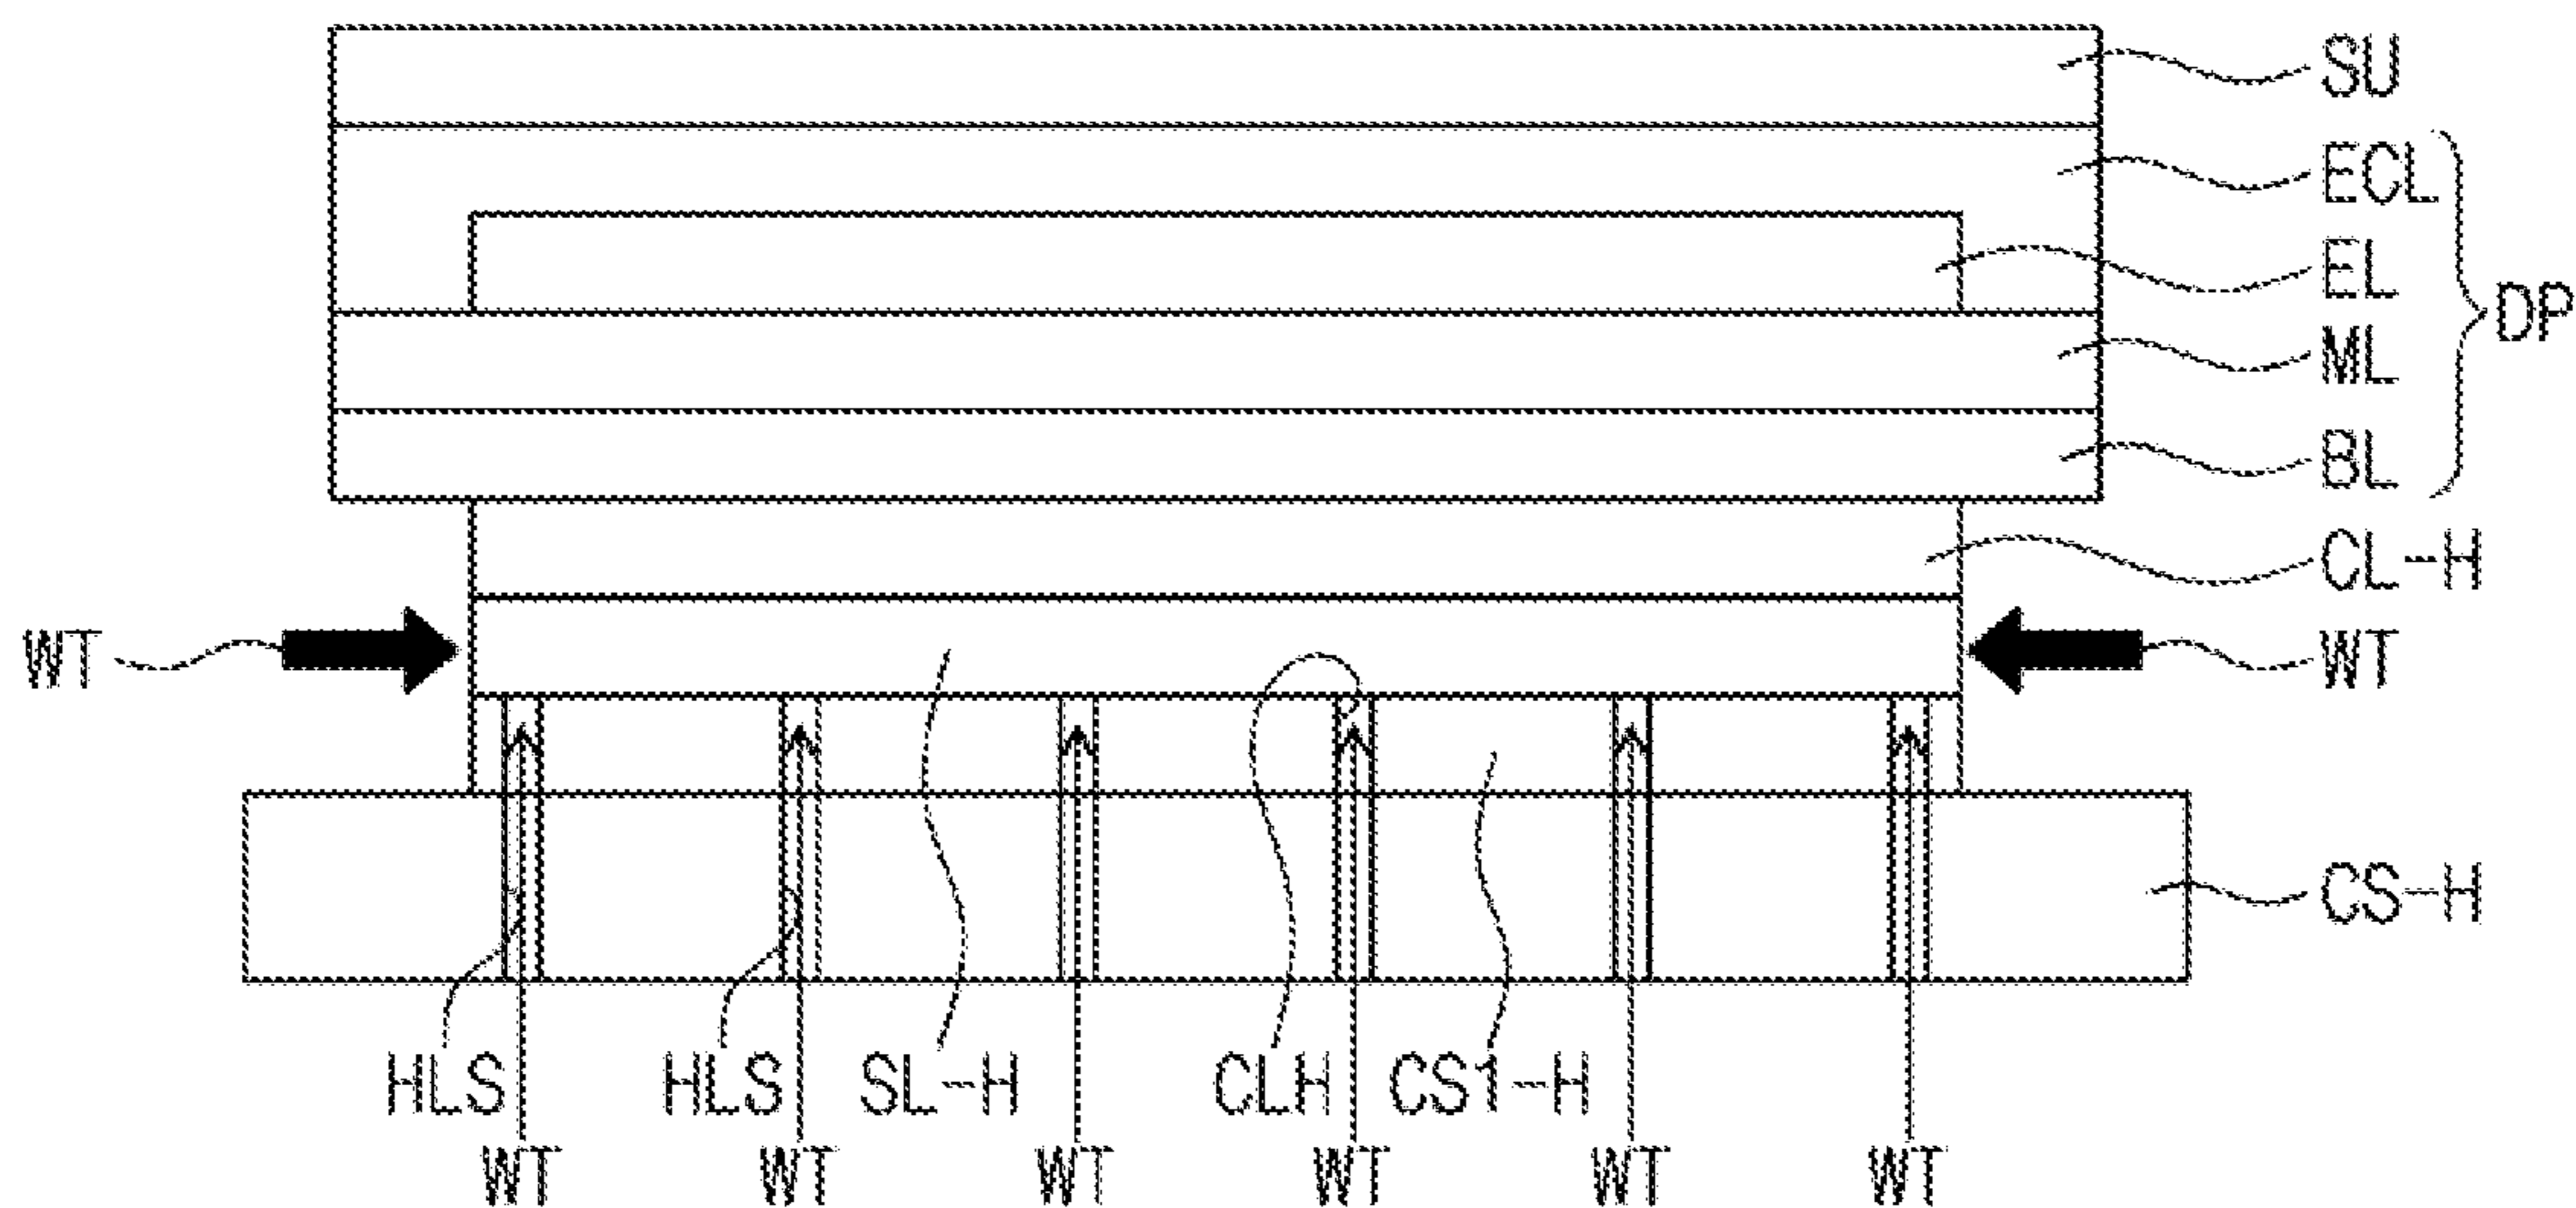 SU
ECL
EL
DP
ML
BL
CL-H
WT WT
CS-H
HLS HLS SL-H CLH CS1-H
WT WT WT WT WT WT